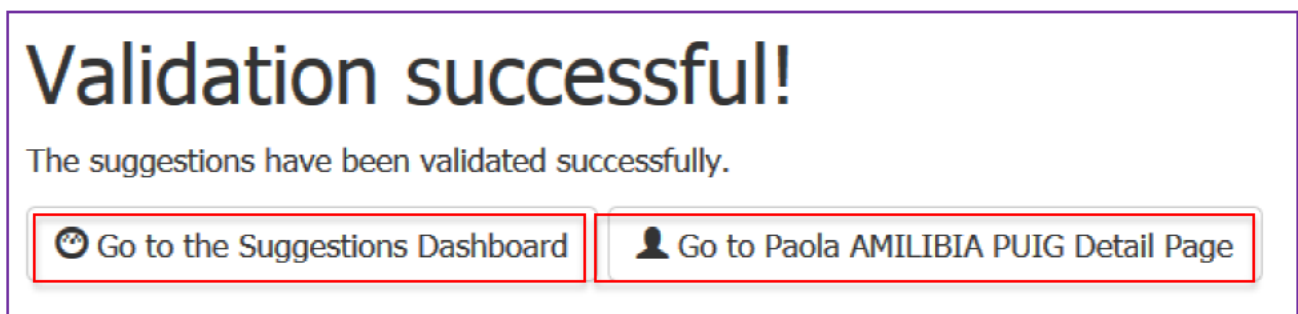 Validation successful!
The suggestions have been validated successfully.
Go to the Suggestions Dashboard Go to Paola AMILIBIA PUIG Detail Page